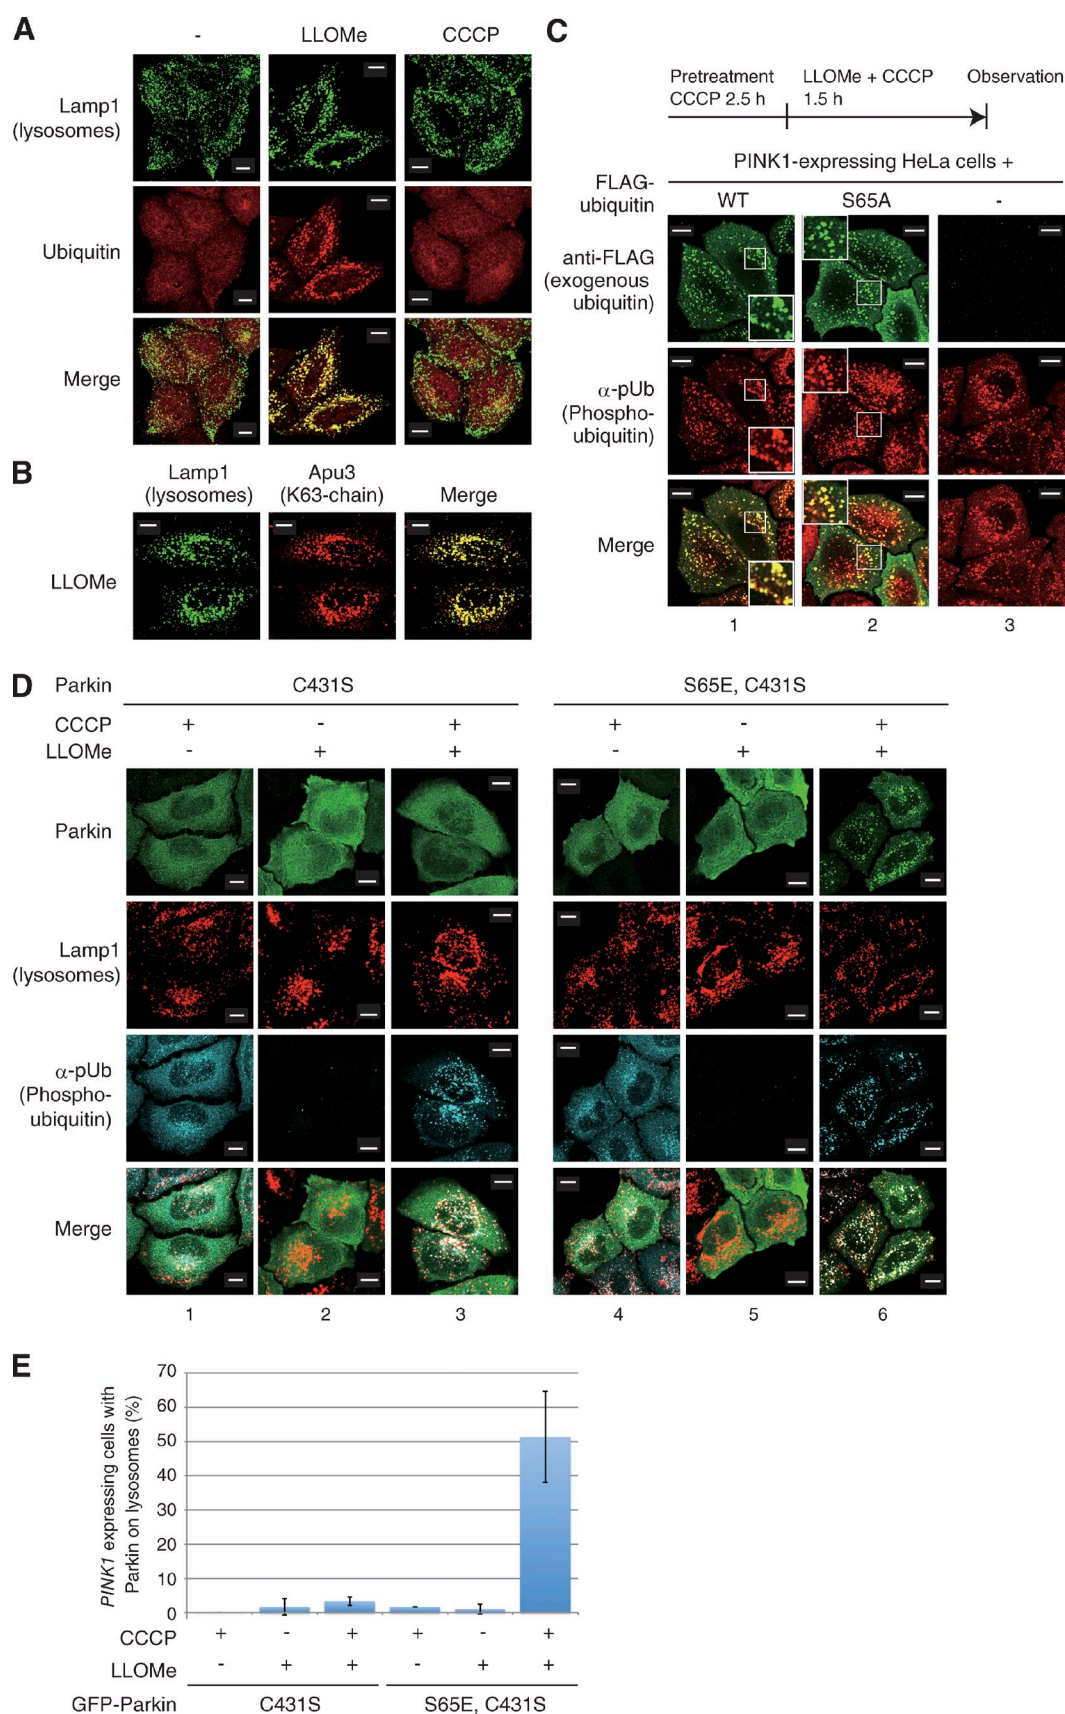 A
- LLOMe CCCP
Lamp1
(lysosomes)
Ubiquitin
Merge
B
Lamp1 Apu3
(lysosomes) (K63-chain) Merge
LLOMe
C
Pretreatment LLOMe + CCCP Observation
CCCP 2.5 h 1.5 h
PINK1-expressing HeLa cells +
FLAG-
ubiquitin WT S65A -
anti-FLAG
(exogenous
ubiquitin)
α-pUb
(Phospho-
ubiquitin)
Merge
1 2 3
D
Parkin C431S S65E, C431S
CCCP + - + + - +
LLOMe - + + - + +
Parkin
Lamp1
(lysosomes)
α-pUb
(Phospho-
ubiquitin)
Merge
1 2 3 4 5 6
E
PINK1 expressing cells with
Parkin on lysosomes (%)
70
60
50
40
30
20
10
0
CCCP + - + + - +
LLOMe - + + - + +
GFP-Parkin C431S S65E, C431S